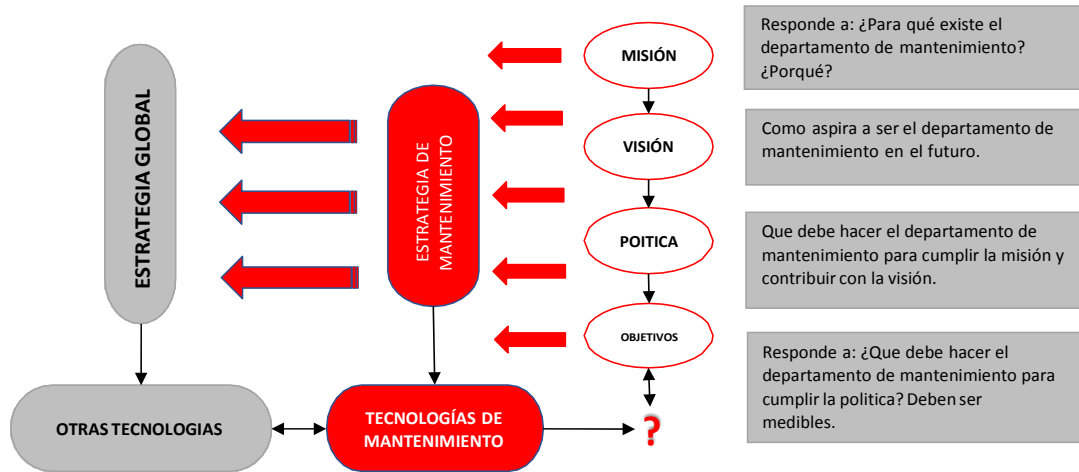 ESTRATEGIA GLOBAL
ESTRATEGIA DE
MANTENIMIENTO
MISIÓN
VISIÓN
POITICA
OBJETIVOS
Responde a: ¿Para qué existe el
departamento de mantenimiento?
¿Porqué?
Como aspira a ser el departamento de
mantenimiento en el futuro.
Que debe hacer el departamento de
mantenimiento para cumplir la misión y
contribuir con la visión.
Responde a: ¿Que debe hacer el
departamento de mantenimiento para
cumplir la politica? Deben ser
medibles.
OTRAS TECNOLOGIAS
TECNOLOGÍAS DE
MANTENIMIENTO
?